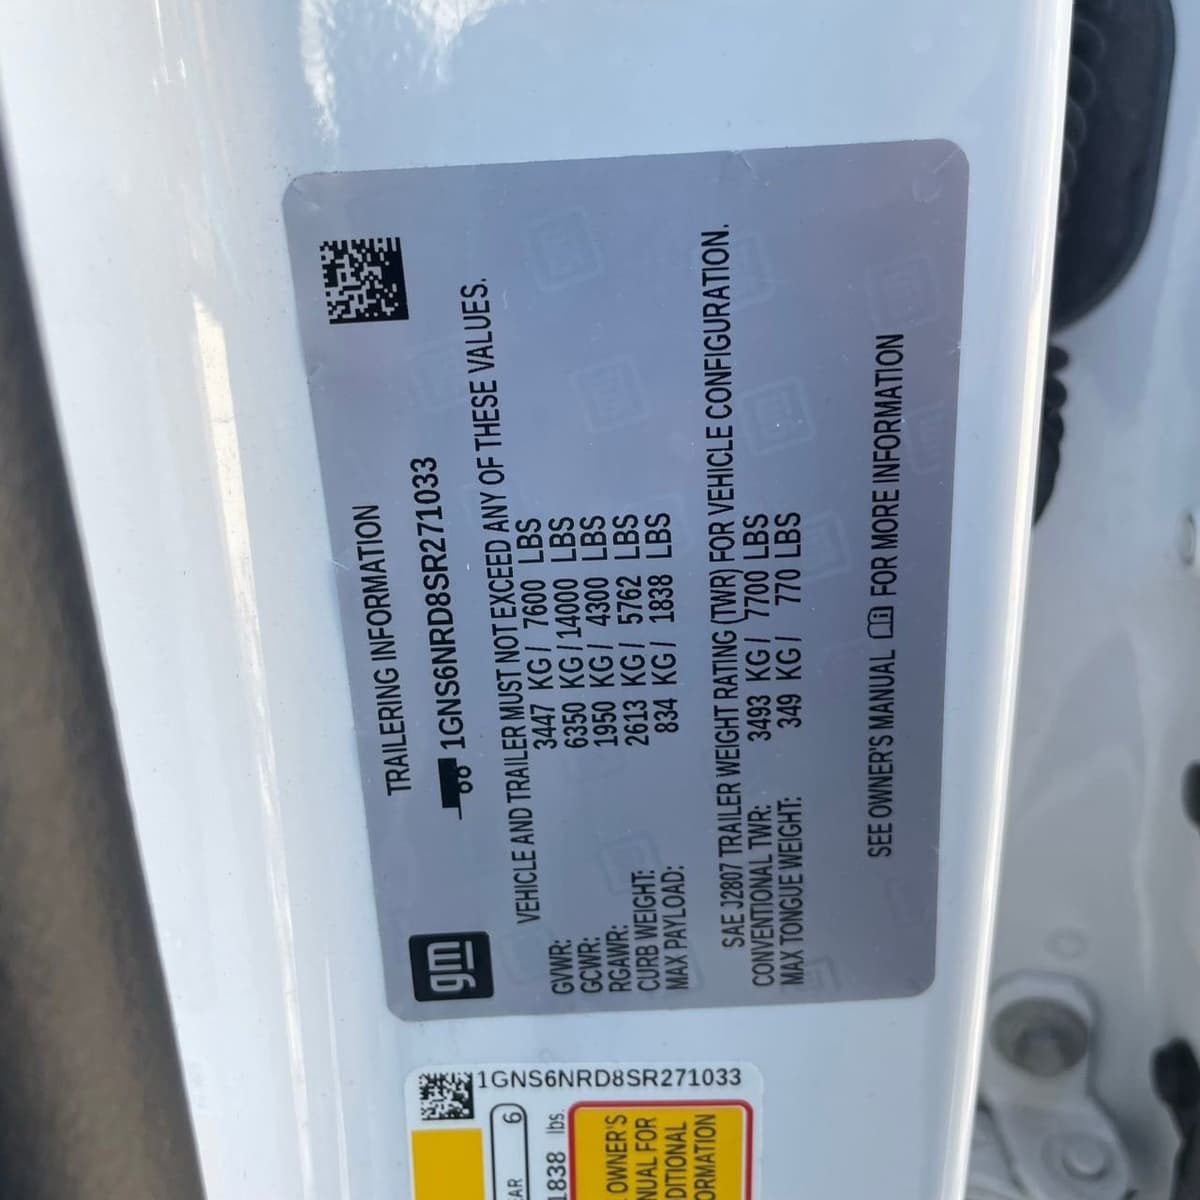 gm
TRAILERING INFORMATION
1GNS6NRD8SR271033
VEHICLE AND TRAILER MUST NOT EXCEED ANY OF THESE VALUES.
GVWR: 3447 KG / 7600 LBS
GCWR: 6350 KG / 14000 LBS
RGAWR: 1950 KG / 4300 LBS
CURB WEIGHT: 2613 KG / 5762 LBS
MAX PAYLOAD: 834 KG / 1838 LBS
SAE J2807 TRAILER WEIGHT RATING (TWR) FOR VEHICLE CONFIGURATION.
CONVENTIONAL TWR: 3493 KG / 7700 LBS
MAX TONGUE WEIGHT: 349 KG / 770 LBS
SEE OWNER'S MANUAL FOR MORE INFORMATION
1GNS6NRD8SR271033
AR 6
1838 lbs.
OWNER'S
NUAL FOR
DITIONAL
ORMATION